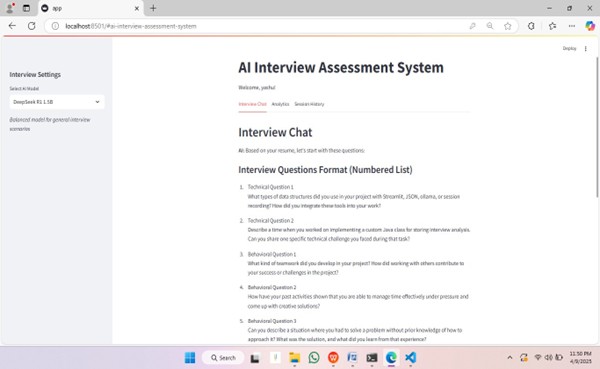 app
localhost:8501/#ai-interview-assessment-system
Deploy
Interview Settings
Select AI Model
DeepSeek R1 1.5B
Balanced model for general interview
scenarios
AI Interview Assessment System
Welcome, yashu!
Interview Chat
Analytics
Session History
Interview Chat
AI: Based on your resume, let's start with these questions:
Interview Questions Format (Numbered List)
1. Technical Question 1
What types of data structures did you use in your project with Streamlit, JSON, ollama, or session
recording? How did you integrate these tools into your work?
2. Technical Question 2
Describe a time when you worked on implementing a custom Java class for storing interview analysis.
Can you share one specific technical challenge you faced during that task?
3. Behavioral Question 1
What kind of teamwork did you develop in your project? How did working with others contribute to
your success or challenges in the project?
4. Behavioral Question 2
How have your past activities shown that you are able to manage time effectively under pressure and
come up with creative solutions?
5. Behavioral Question 3
Can you describe a situation where you had to solve a problem without prior knowledge of how to
approach it? What was the solution, and what did you learn from that experience?
Search
11:50 PM
4/9/2025